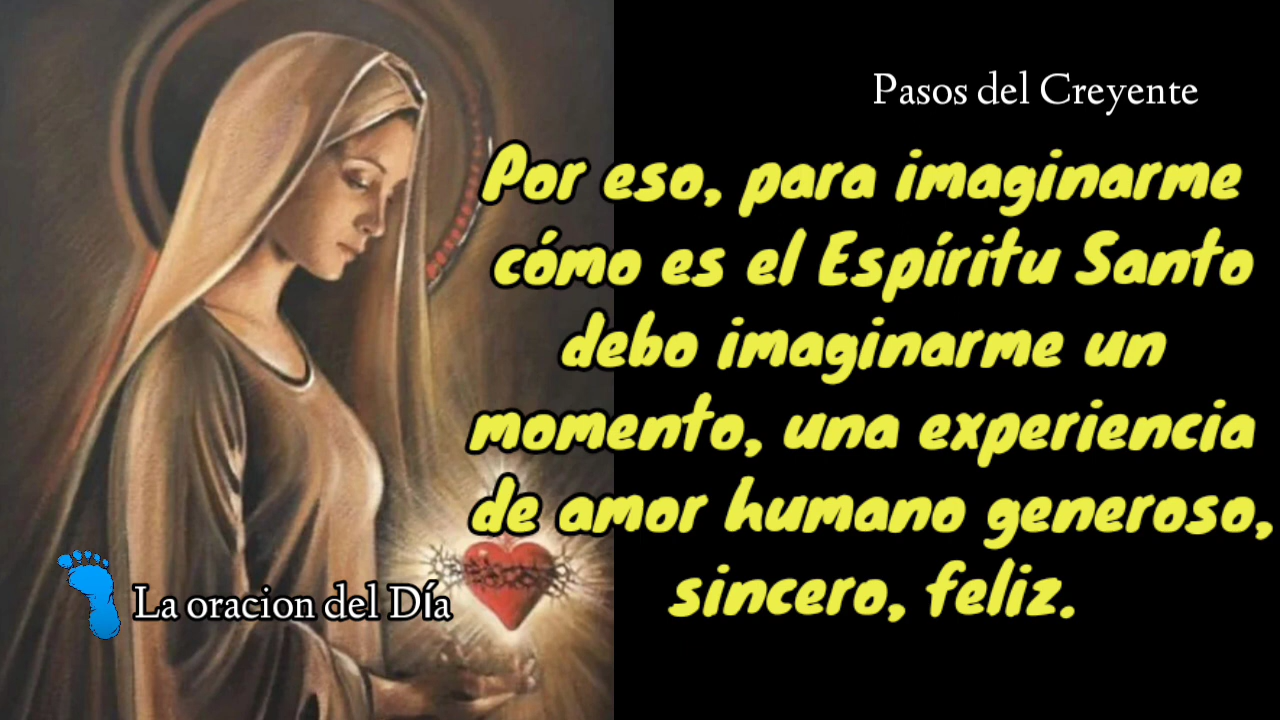 Pasos del Creyente
Por eso, para imaginarme
cómo es el Espíritu Santo
debo imaginarme un
momento, una experiencia
de amor humano generoso,
sincero, feliz.
La oracion del Día